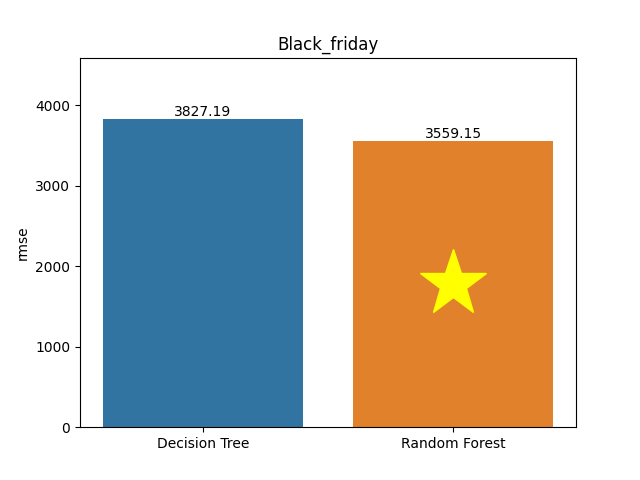 Black_friday
3827.19
3559.15
4000
3000
2000
1000
0
rmse
Decision Tree
Random Forest